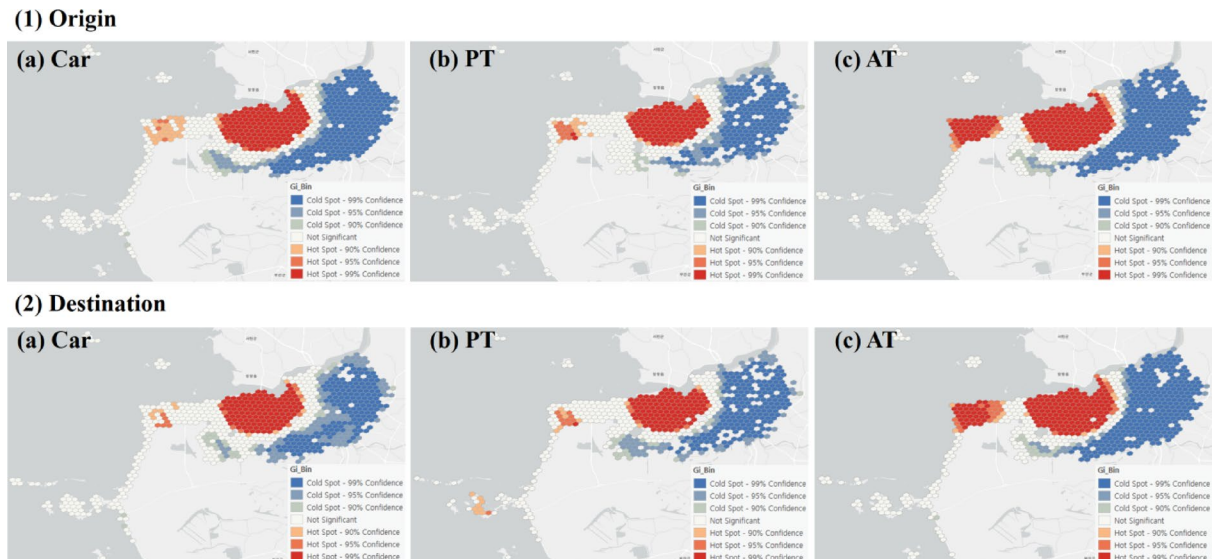 (1) Origin
(a) Car
(b) PT
(c) AT
Gi_Bin
Cold Spot - 99% Confidence
Cold Spot - 95% Confidence
Cold Spot - 90% Confidence
Not Significant
Hot Spot - 90% Confidence
Hot Spot - 95% Confidence
Hot Spot - 99% Confidence
Gi_Bin
Cold Spot - 99% Confidence
Cold Spot - 95% Confidence
Cold Spot - 90% Confidence
Not Significant
Hot Spot - 90% Confidence
Hot Spot - 95% Confidence
Hot Spot - 99% Confidence
Gi_Bin
Cold Spot - 99% Confidence
Cold Spot - 95% Confidence
Cold Spot - 90% Confidence
Not Significant
Hot Spot - 90% Confidence
Hot Spot - 95% Confidence
Hot Spot - 99% Confidence
(2) Destination
(a) Car
(b) PT
(c) AT
Gi_Bin
Cold Spot - 99% Confidence
Cold Spot - 95% Confidence
Cold Spot - 90% Confidence
Not Significant
Hot Spot - 90% Confidence
Hot Spot - 95% Confidence
Hot Spot - 99% Confidence
Gi_Bin
Cold Spot - 99% Confidence
Cold Spot - 95% Confidence
Cold Spot - 90% Confidence
Not Significant
Hot Spot - 90% Confidence
Hot Spot - 95% Confidence
Hot Spot - 99% Confidence
Gi_Bin
Cold Spot - 99% Confidence
Cold Spot - 95% Confidence
Cold Spot - 90% Confidence
Not Significant
Hot Spot - 90% Confidence
Hot Spot - 95% Confidence
Hot Spot - 99% Confidence